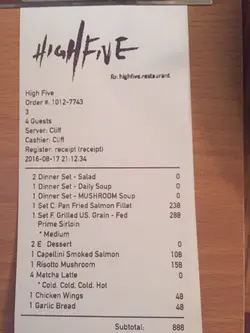 HIGH FIVE
fb: highfive.restaurant
High Five
Order #: 1012-7743
3
4 Guests
Server: Cliff
Cashier: Cliff
Register: receipt (receipt)
2016-08-17 21:12:34
2 Dinner Set - Salad 0
1 Dinner Set - Daily Soup 0
1 Dinner Set - MUSHROOM Soup 0
1 Set C. Pan Fried Salmon Fillet 238
1 Set F. Grilled US. Grain - Fed 288
Prime Sirloin
* Medium
2 E Dessert 0
1 Capellini Smoked Salmon 108
1 Risotto Mushroom 158
4 Matcha Latte 0
* Cold, Cold, Cold, Hot
1 Chicken Wings 48
1 Garlic Bread 48
Subtotal: 888